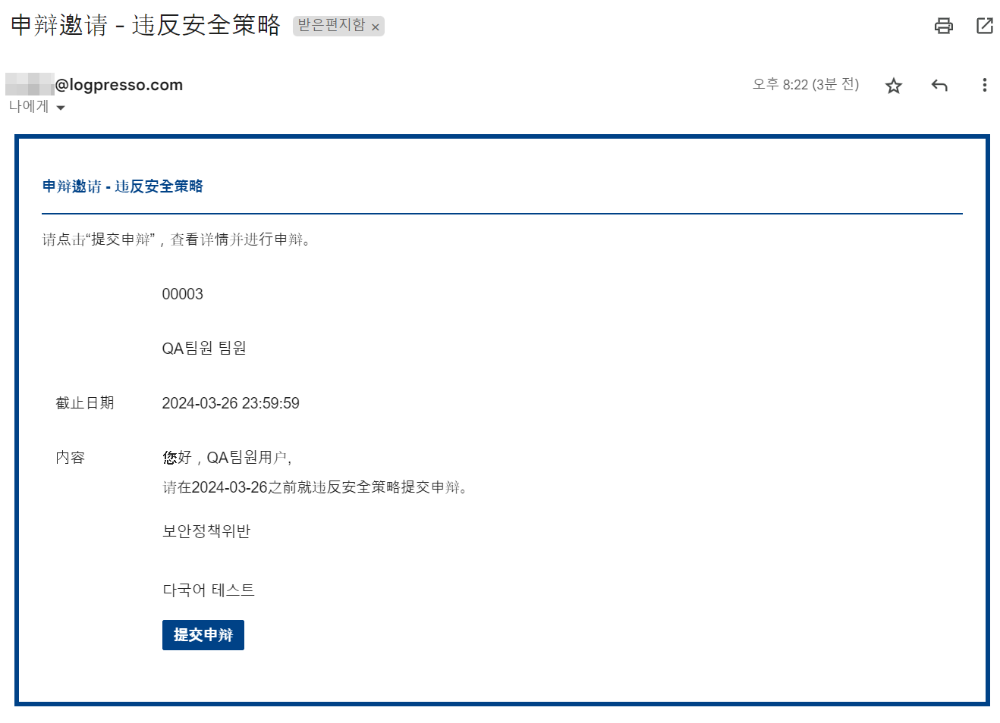 申辩邀请 - 违反安全策略 받은편지함 ×
@logpresso.com 오후 8:22 (3분 전)
나에게
申辩邀请 - 违反安全策略
请点击“提交申辩”，查看详情并进行申辩。
00003
QA팀원 팀원
截止日期 2024-03-26 23:59:59
内容 您好，QA팀원用户,
请在2024-03-26之前就违反安全策略提交申辩。
보안정책위반
다국어 테스트
提交申辩